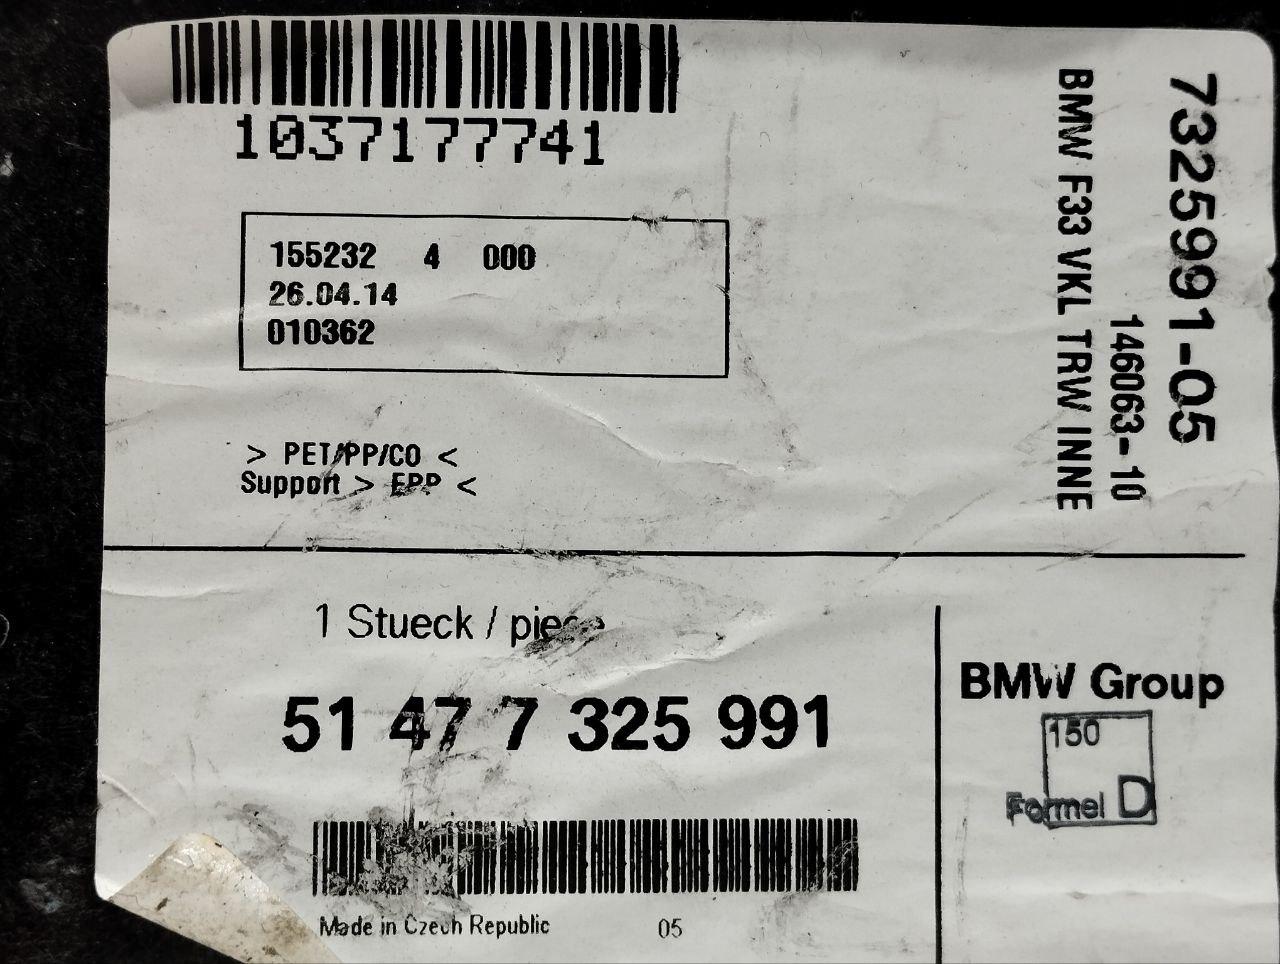 1037177741
155232 4 000
26.04.14
010362
> PET/PP/CO <
Support > EPP <
7325991-05
146063-10
BMW F33 VKL TRW INNE
1 Stueck / piece
51 47 7 325 991
Made in Czech Republic 05
BMW Group
150
Formel D